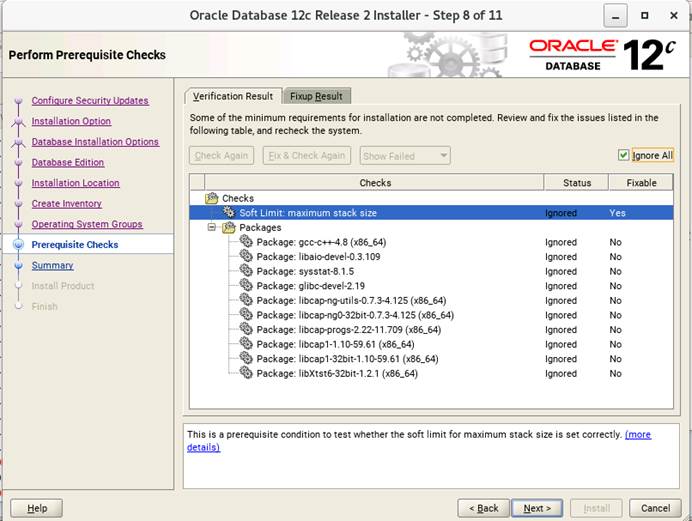 Oracle Database 12c Release 2 Installer - Step 8 of 11
Perform Prerequisite Checks
ORACLE
DATABASE
12c
Configure Security Updates
Installation Option
Database Installation Options
Database Edition
Installation Location
Create Inventory
Operating System Groups
Prerequisite Checks
Summary
Install Product
Finish
Verification Result Fixup Result
Some of the minimum requirements for installation are not completed. Review and fix the issues listed in the
following table, and recheck the system.
Check Again Fix & Check Again Show Failed Ignore All
Checks Status Fixable
Checks
Soft Limit: maximum stack size Ignored Yes
Packages
Package: gcc-c++-4.8 (x86_64) Ignored No
Package: libaio-devel-0.3.109 Ignored No
Package: sysstat-8.1.5 Ignored No
Package: glibc-devel-2.19 Ignored No
Package: libcap-ng-utils-0.7.3-4.125 (x86_64) Ignored No
Package: libcap-ng0-32bit-0.7.3-4.125 (x86_64) Ignored No
Package: libcap-progs-2.22-11.709 (x86_64) Ignored No
Package: libcap1-1.10-59.61 (x86_64) Ignored No
Package: libcap1-32bit-1.10-59.61 (x86_64) Ignored No
Package: libXtst6-32bit-1.2.1 (x86_64) Ignored No
This is a prerequisite condition to test whether the soft limit for maximum stack size is set correctly. (more
details)
Help < Back Next > Install Cancel